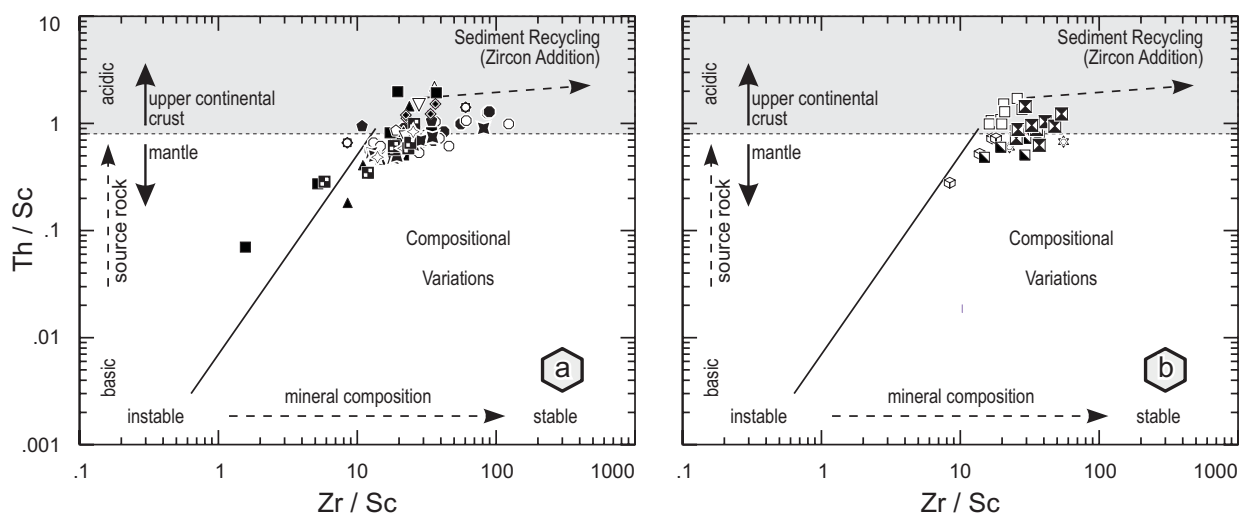 10
1
.1
.01
.001
Th / Sc
acidic
source rock
basic
upper continental
crust
mantle
Sediment Recycling
(Zircon Addition)
Compositional
Variations
a
mineral composition
instable
stable
.1
1
10
100
1000
Zr / Sc
acidic
source rock
basic
upper continental
crust
mantle
Sediment Recycling
(Zircon Addition)
Compositional
Variations
b
mineral composition
instable
stable
.1
1
10
100
1000
Zr / Sc